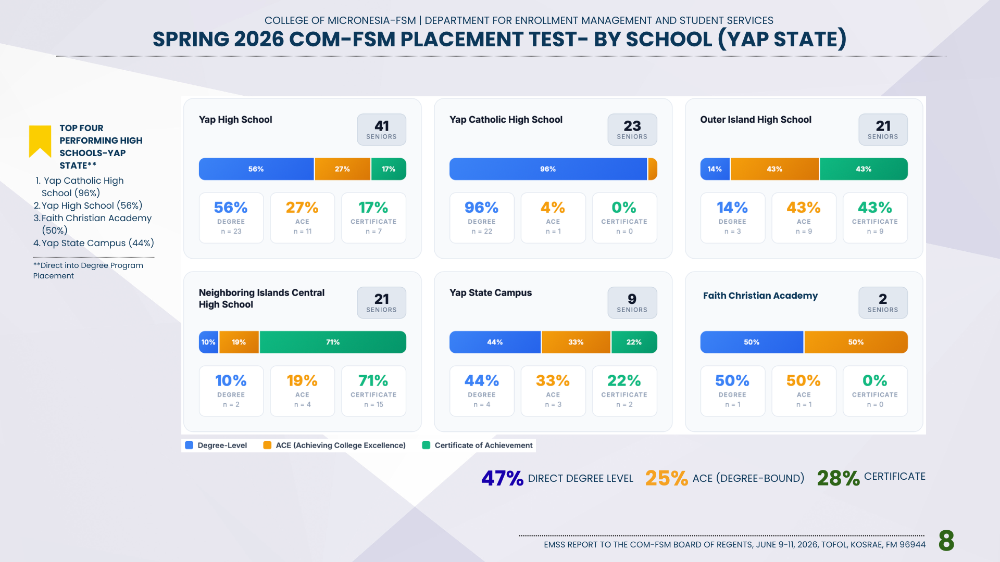 COLLEGE OF MICRONESIA-FSM | DEPARTMENT FOR ENROLLMENT MANAGEMENT AND STUDENT SERVICES
SPRING 2026 COM-FSM PLACEMENT TEST- BY SCHOOL (YAP STATE)
TOP FOUR
PERFORMING HIGH
SCHOOLS-YAP
STATE**
1. Yap Catholic High
School (96%)
2. Yap High School (56%)
3. Faith Christian Academy
(50%)
4. Yap State Campus (44%)
**Direct into Degree Program
Placement
Yap High School
41
SENIORS
56% 27% 17%
56% 27% 17%
DEGREE ACE CERTIFICATE
n = 23 n = 11 n = 7
Yap Catholic High School
23
SENIORS
96%
96% 4% 0%
DEGREE ACE CERTIFICATE
n = 22 n = 1 n = 0
Outer Island High School
21
SENIORS
14% 43% 43%
14% 43% 43%
DEGREE ACE CERTIFICATE
n = 3 n = 9 n = 9
Neighboring Islands Central
High School
21
SENIORS
10% 19% 71%
10% 19% 71%
DEGREE ACE CERTIFICATE
n = 2 n = 4 n = 15
Yap State Campus
9
SENIORS
44% 33% 22%
44% 33% 22%
DEGREE ACE CERTIFICATE
n = 4 n = 3 n = 2
Faith Christian Academy
2
SENIORS
50% 50%
50% 50% 0%
DEGREE ACE CERTIFICATE
n = 1 n = 1 n = 0
Degree-Level ACE (Achieving College Excellence) Certificate of Achievement
47% DIRECT DEGREE LEVEL 25% ACE (DEGREE-BOUND) 28% CERTIFICATE
EMSS REPORT TO THE COM-FSM BOARD OF REGENTS, JUNE 9-11, 2026, TOFOL, KOSRAE, FM 96944
8